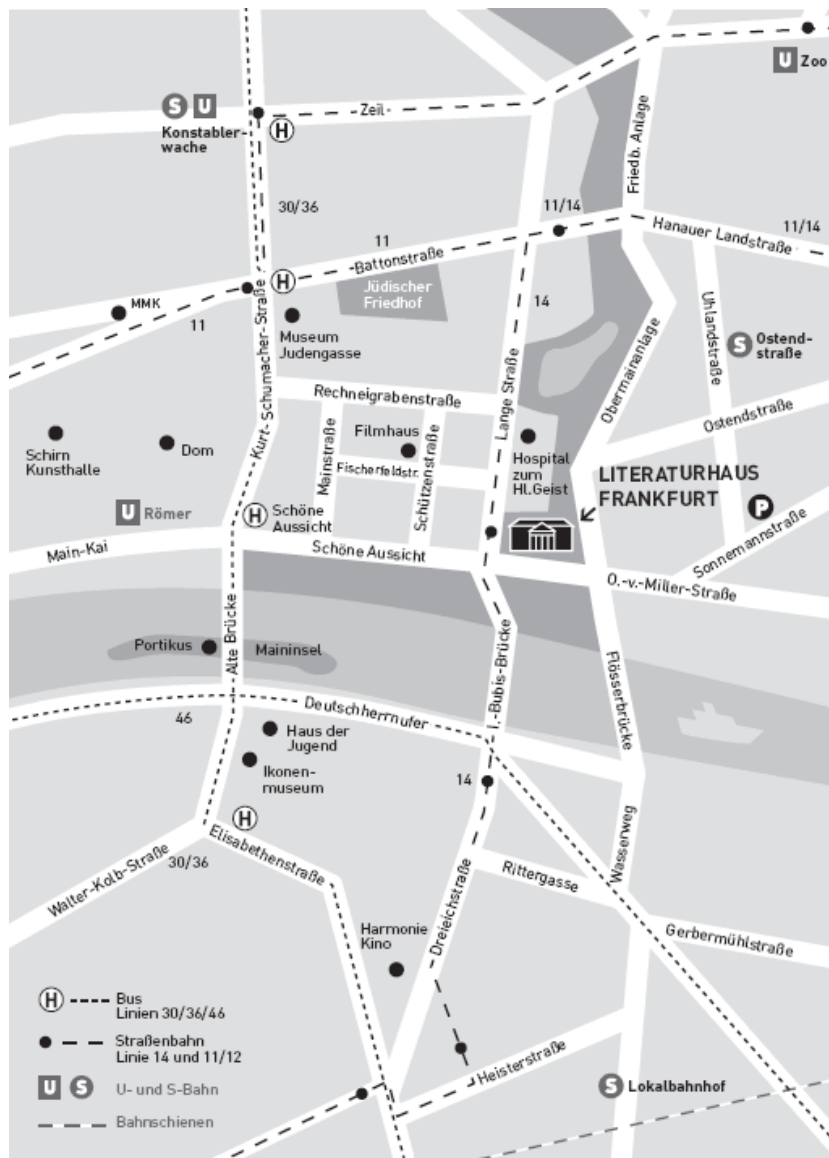 U Zoo
S U
Konstabler-
wache
H
Zeil
Friedb. Anlage
30/36
11/14
11/14
Hanauer Landstraße
11
Battonstraße
H
Jüdischer
Friedhof
MMK
11
14
Kurt-Schumacher-Straße
Museum
Judengasse
Uhlandstraße
S Ostend-
straße
Obermainanlage
Rechneigrabenstraße
Lange Straße
Ostendstraße
Schirn
Kunsthalle
Dom
Mainstraße
Filmhaus
Fischerfeldstr.
Schützenstraße
Hospital
zum
Hl.Geist
LITERATURHAUS
FRANKFURT
P
U Römer
H Schöne
Aussicht
Main-Kai
Schöne Aussicht
Sonnemannstraße
O.-v.-Miller-Straße
Alte Brücke
Portikus
Maininsel
I.-Bubis-Brücke
Flösserbrücke
46
Deutschherrnufer
Haus der
Jugend
Ikonen-
museum
14
H
Walter-Kolb-Straße
30/36
Elisabethenstraße
Wasserweg
Rittergasse
Dreieichstraße
Harmonie
Kino
Gerbermühlstraße
H Bus
Linien 30/36/46
Straßenbahn
Linie 14 und 11/12
Heisterstraße
U S U- und S-Bahn
S Lokalbahnhof
Bahnschienen